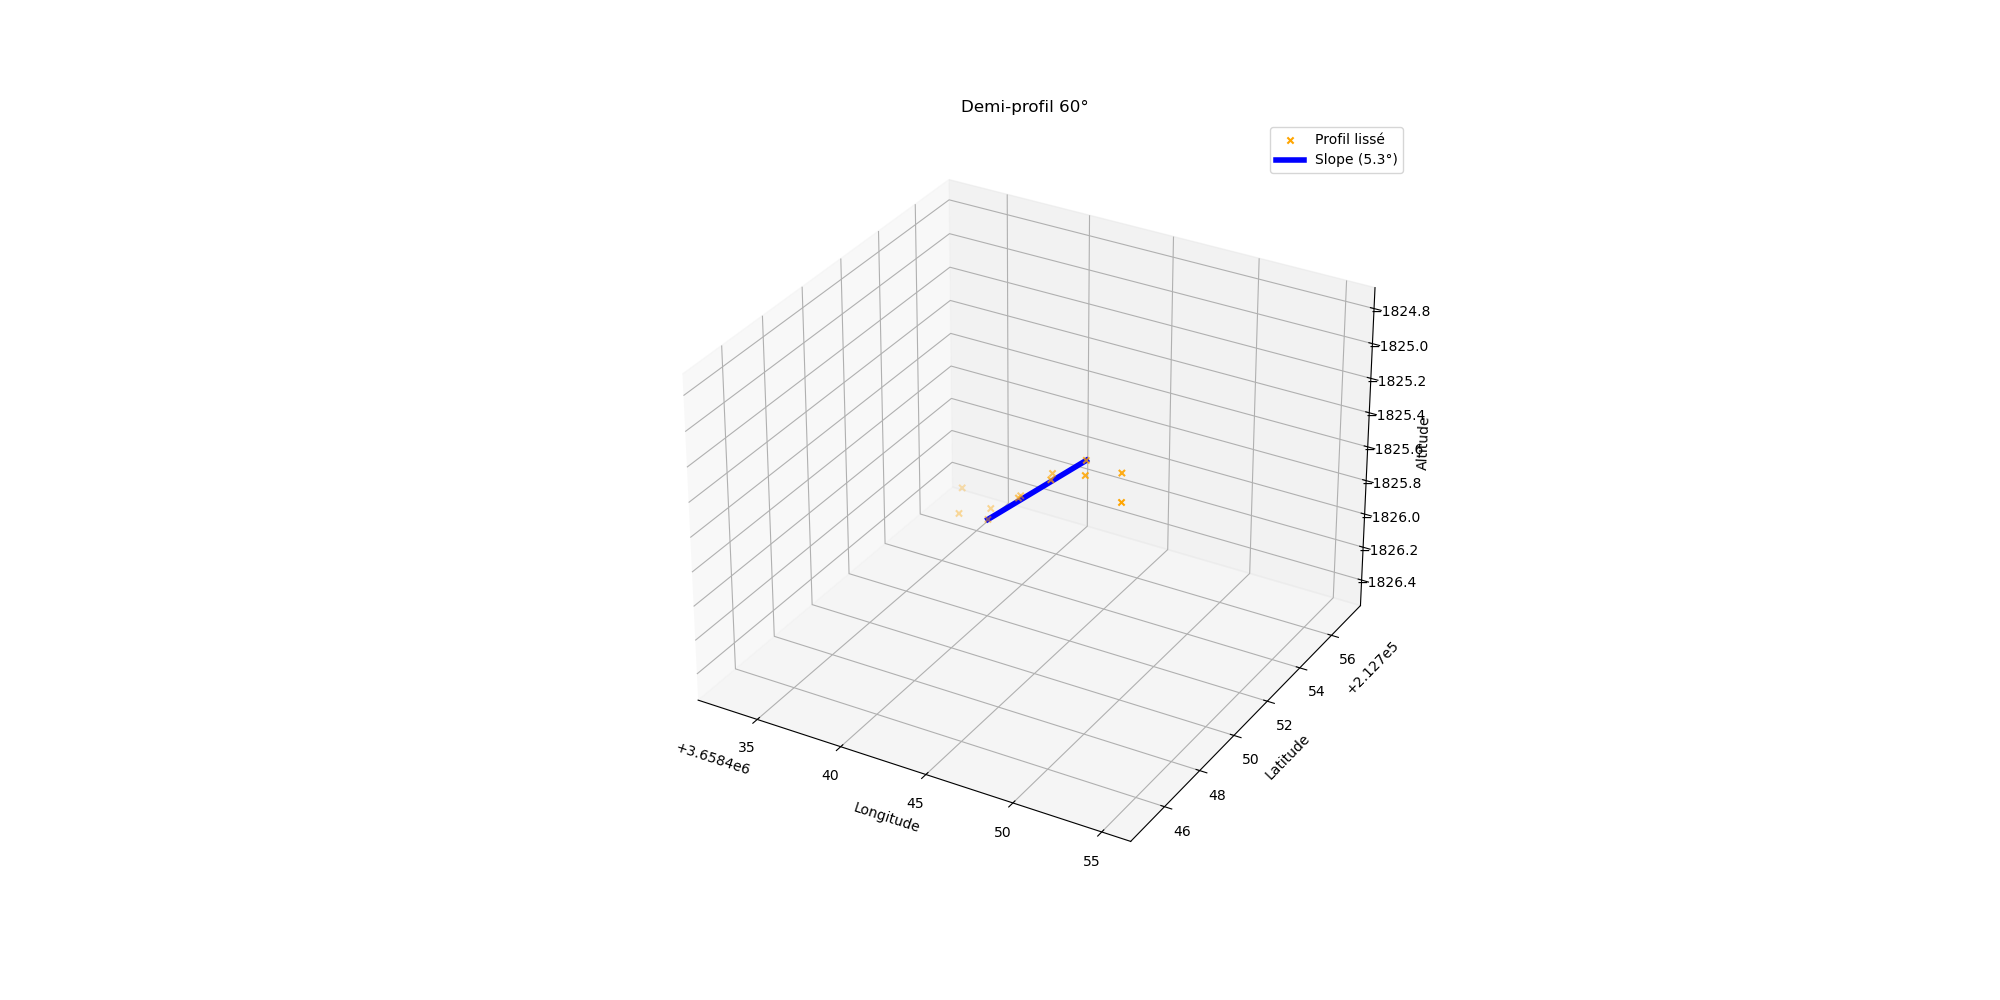 Demi-profil 60°
Profil lissé
Slope (5.3°)
−1824.8
−1825.0
−1825.2
−1825.4
−1825.6
−1825.8
−1826.0
−1826.2
−1826.4
Altitude
56
54
52
50
48
46
+2.127e5
Latitude
35
40
45
50
55
+3.6584e6
Longitude